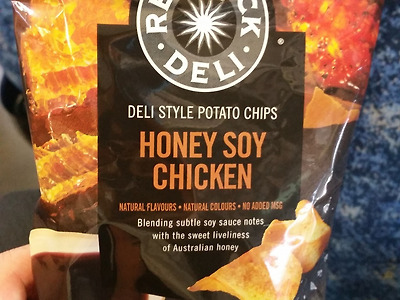 DELI
DELI STYLE POTATO CHIPS
HONEY SOY
CHICKEN
NATURAL FLAVOURS • NATURAL COLOURS • NO ADDED MSG
Blending subtle soy sauce notes
with the sweet liveliness
of Australian honey